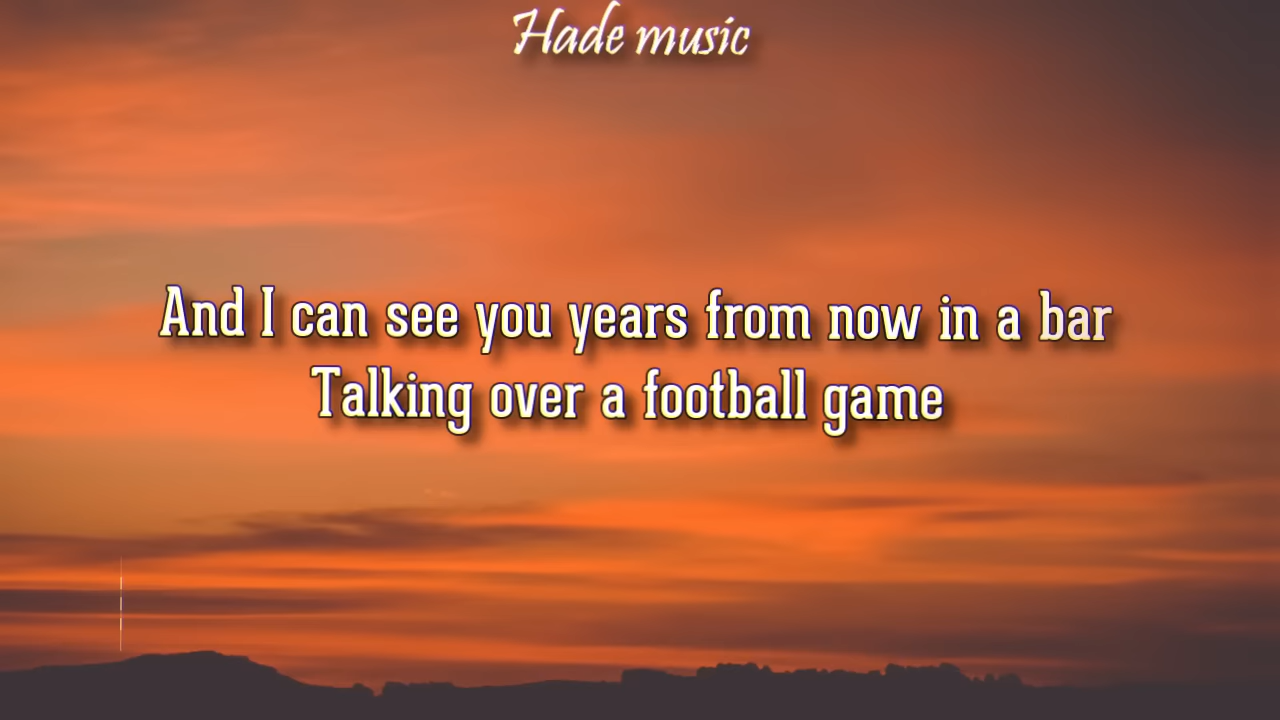 Hade music
And I can see you years from now in a bar
Talking over a football game